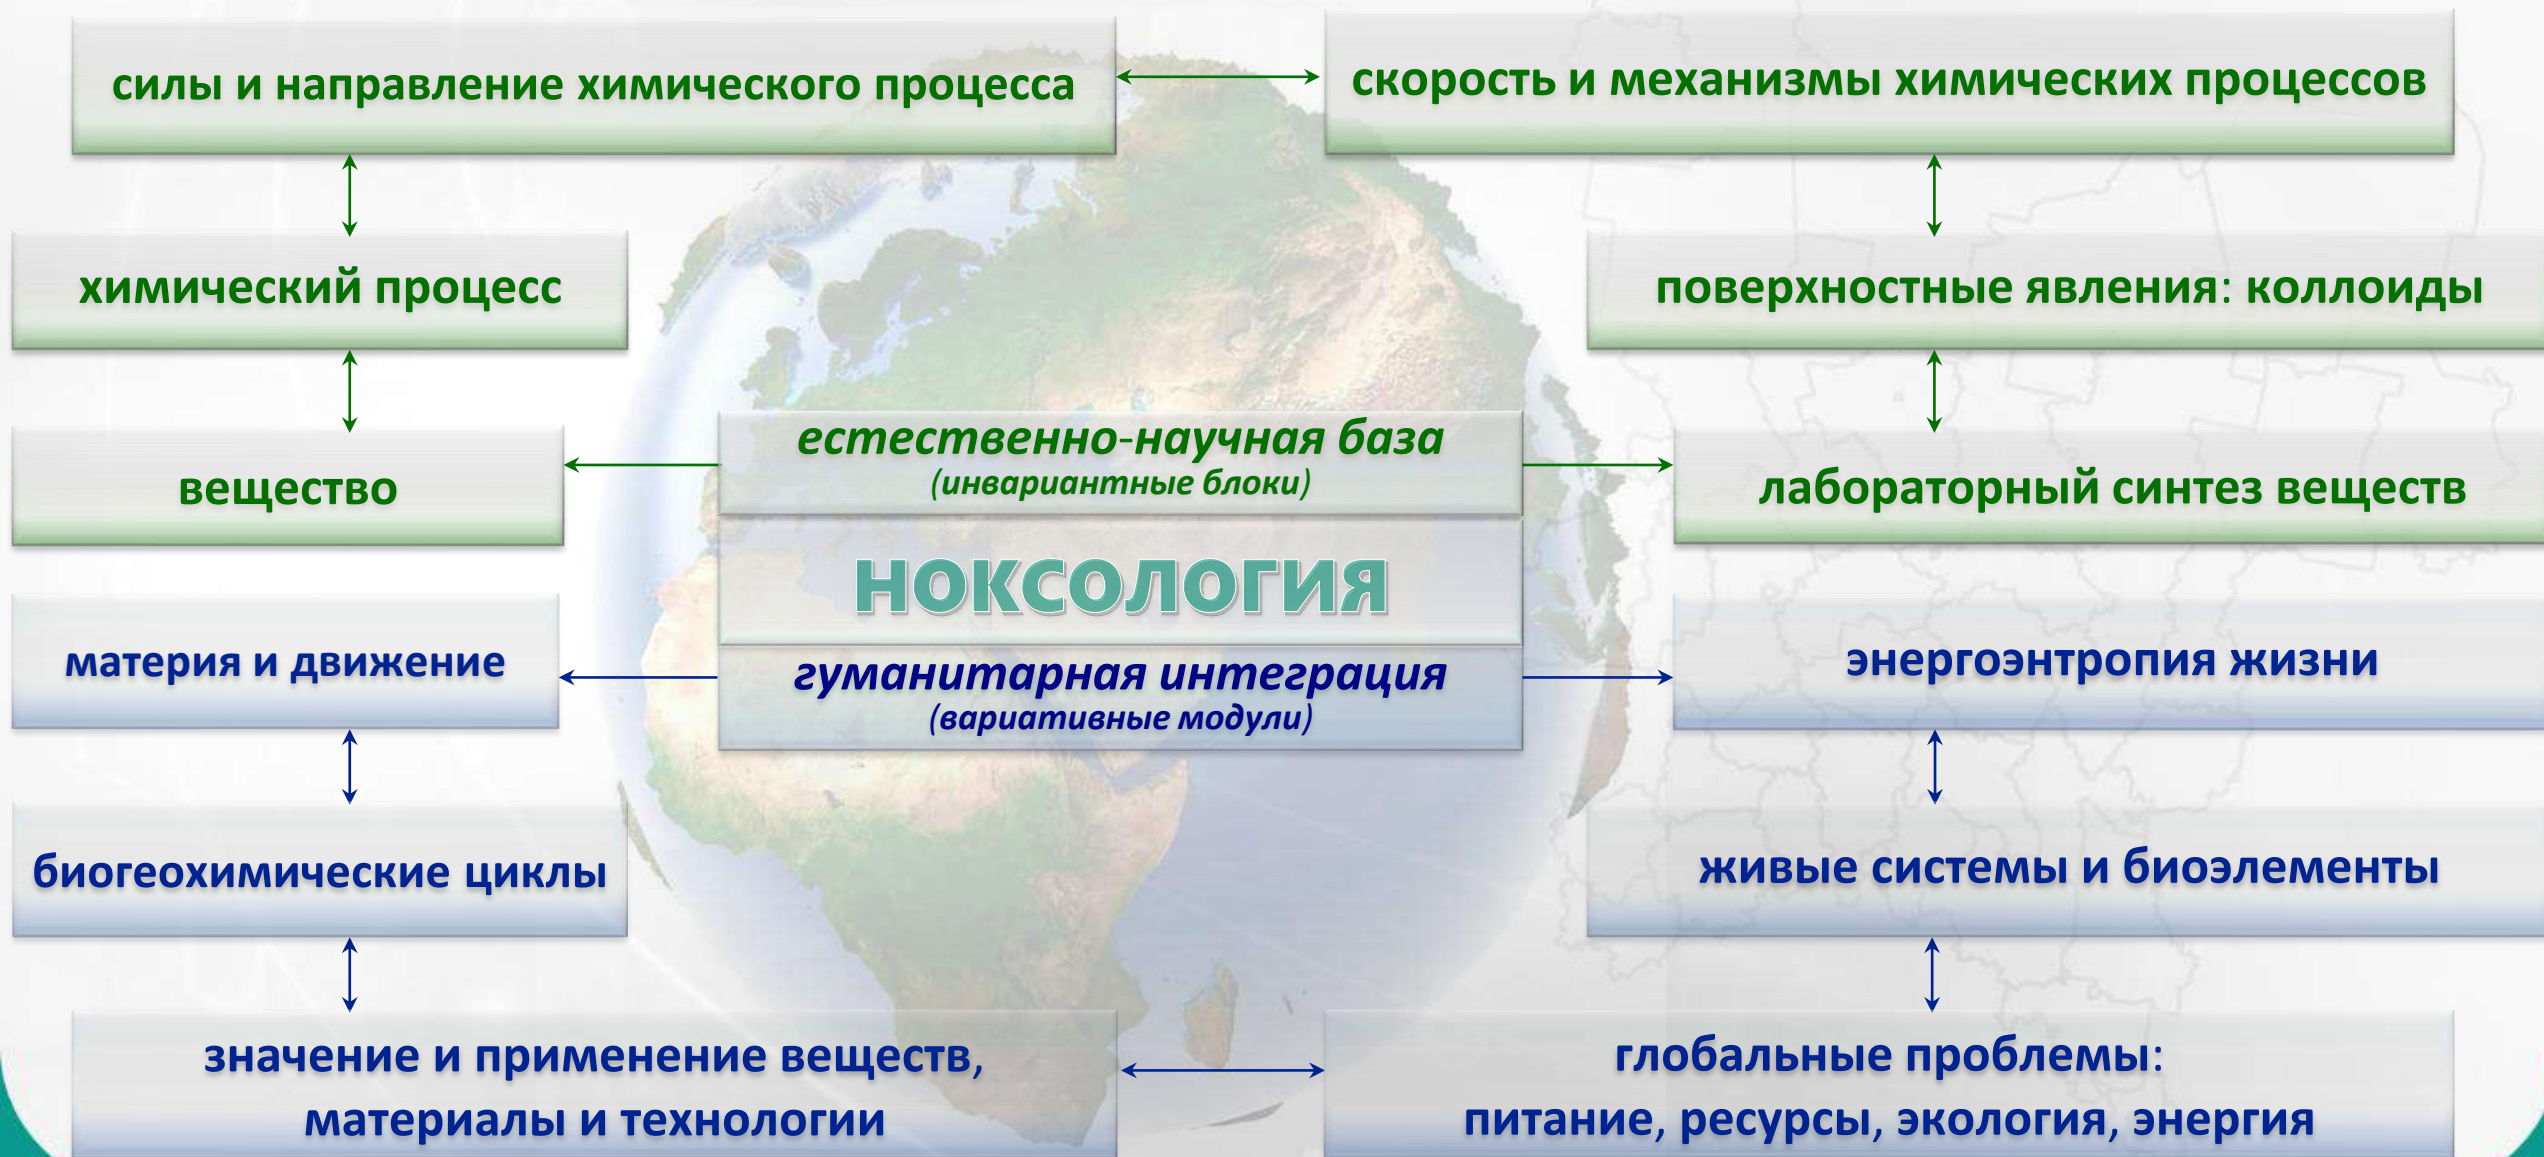 силы и направление химического процесса
скорость и механизмы химических процессов
химический процесс
поверхностные явления: коллоиды
вещество
естественно-научная база
(инвариантные блоки)
лабораторный синтез веществ
ноксология
материя и движение
гуманитарная интеграция
(вариативные модули)
энергоэнтропия жизни
биогеохимические циклы
живые системы и биоэлементы
значение и применение веществ,
материалы и технологии
глобальные проблемы:
питание, ресурсы, экология, энергия